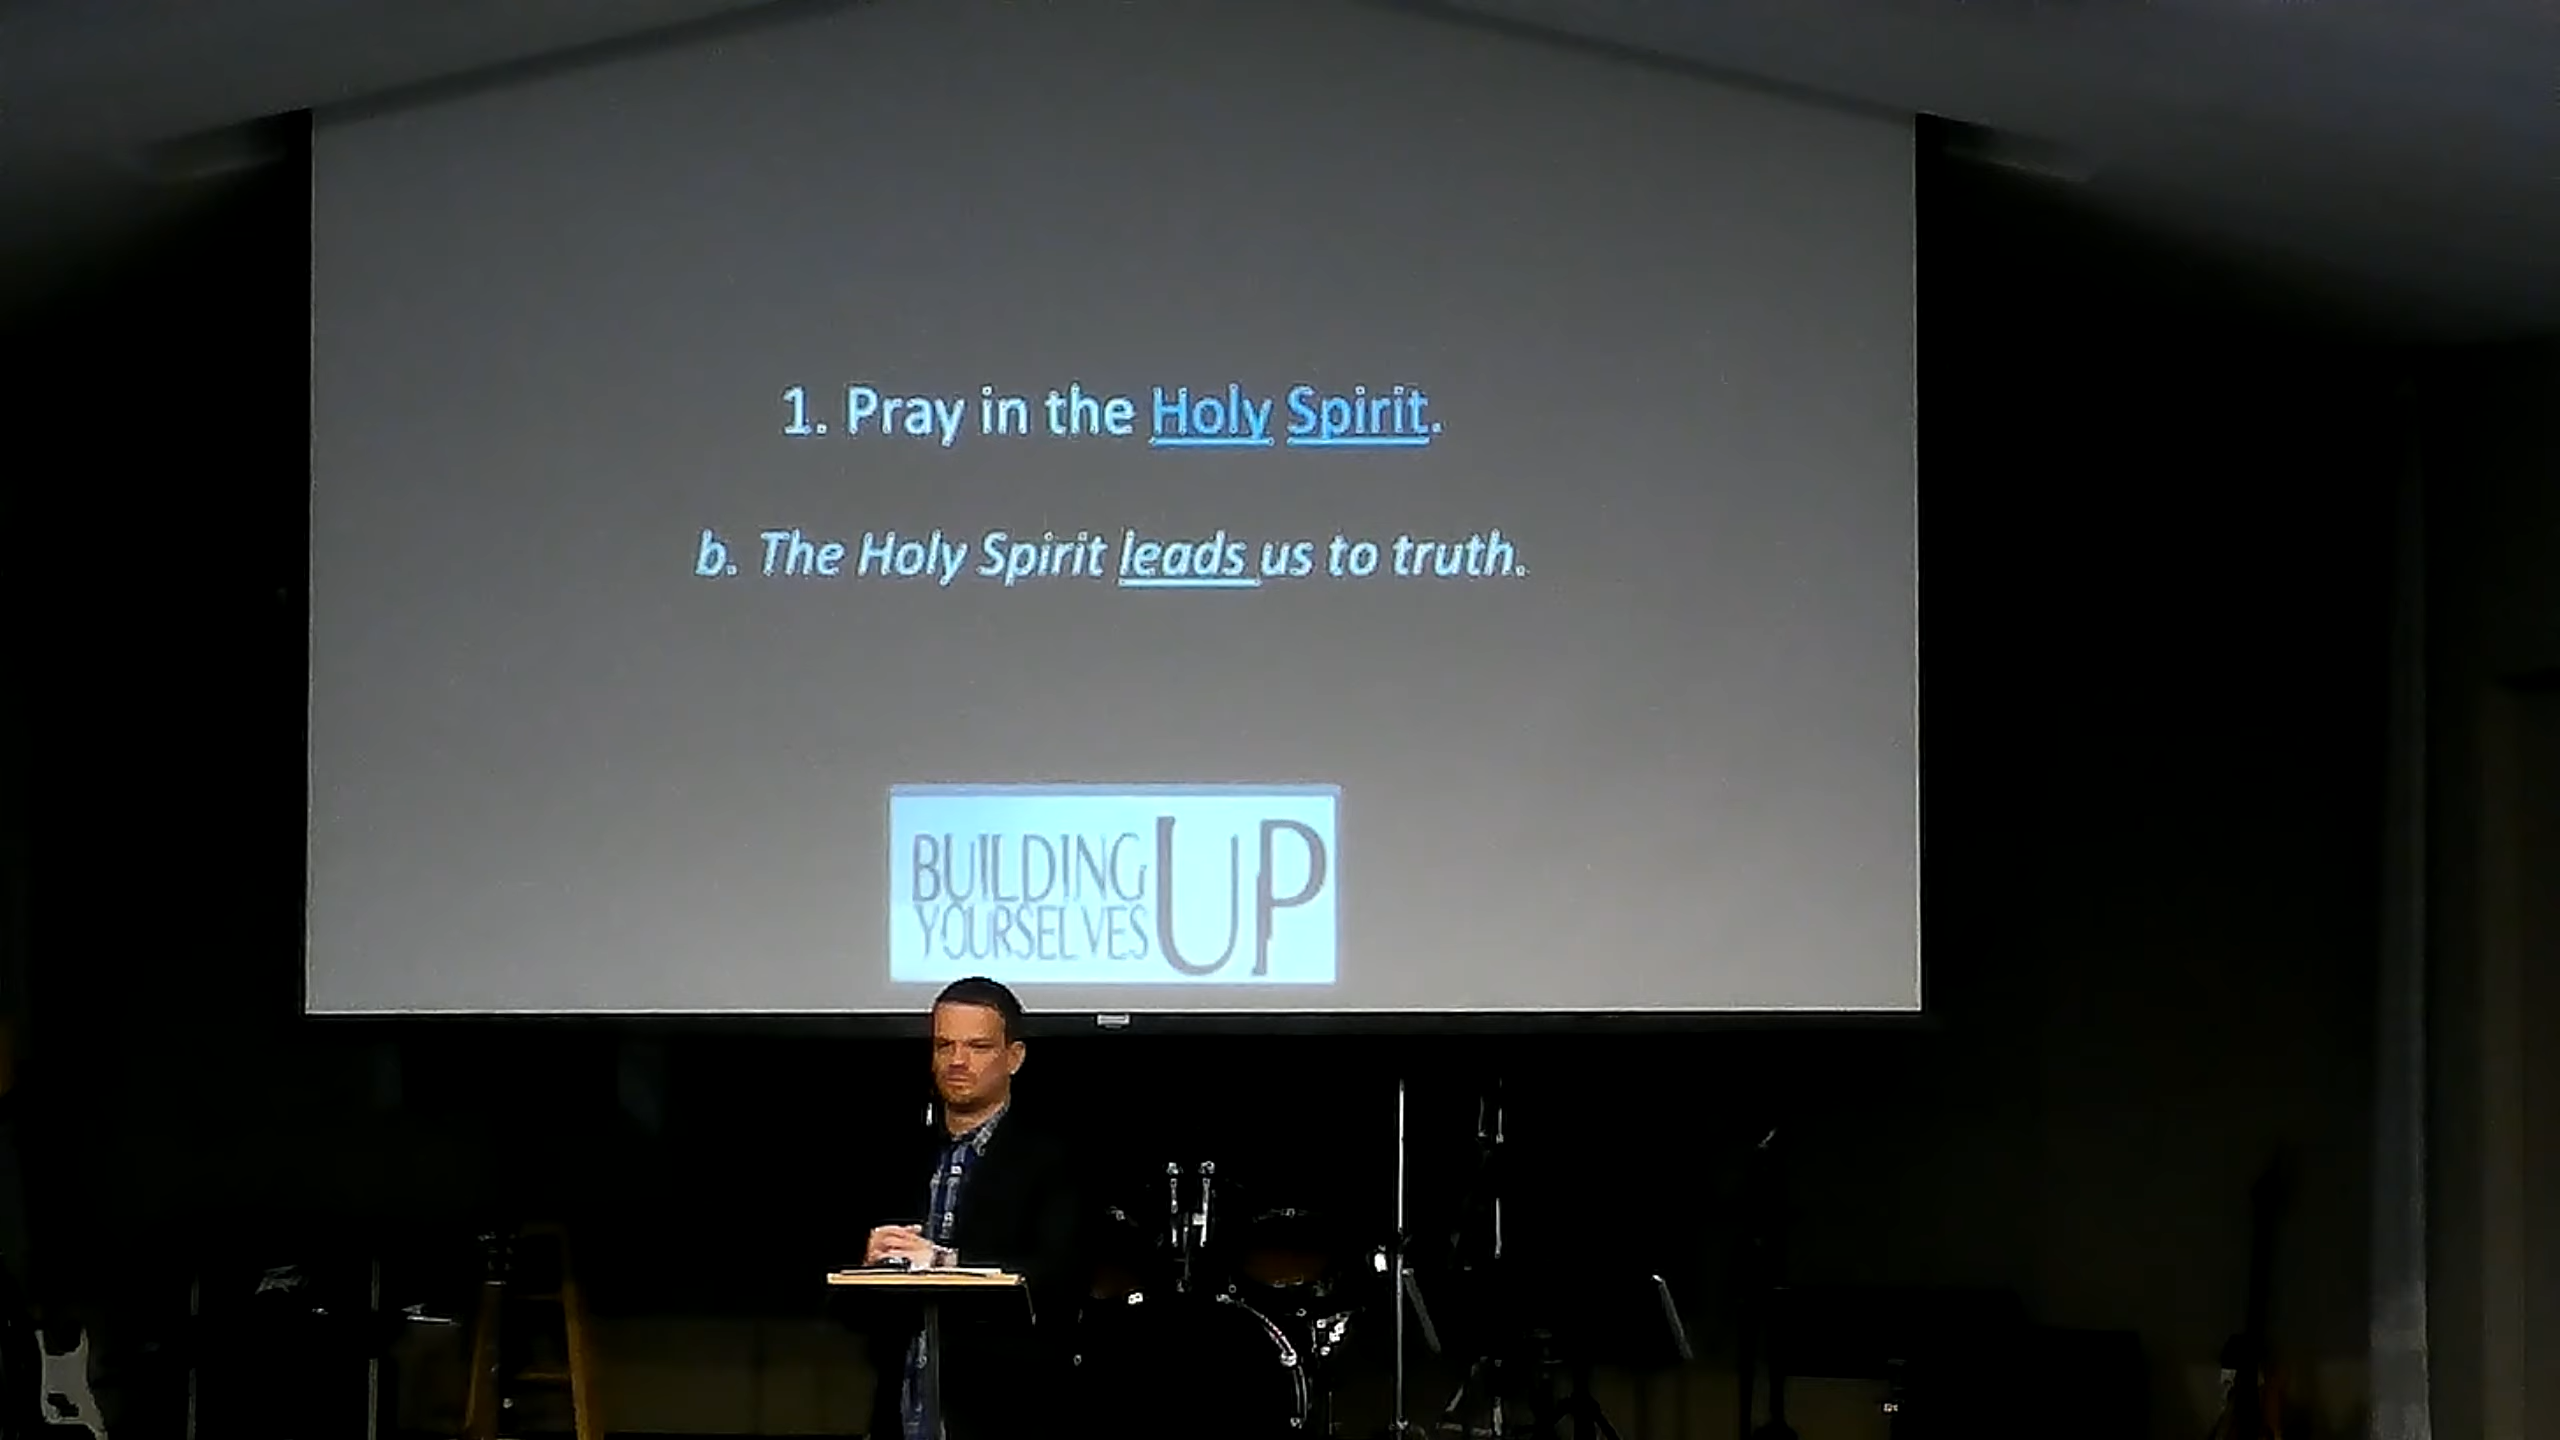 1. Pray in the Holy Spirit.
b. The Holy Spirit leads us to truth.
BUILDING
YOURSELVES
UP